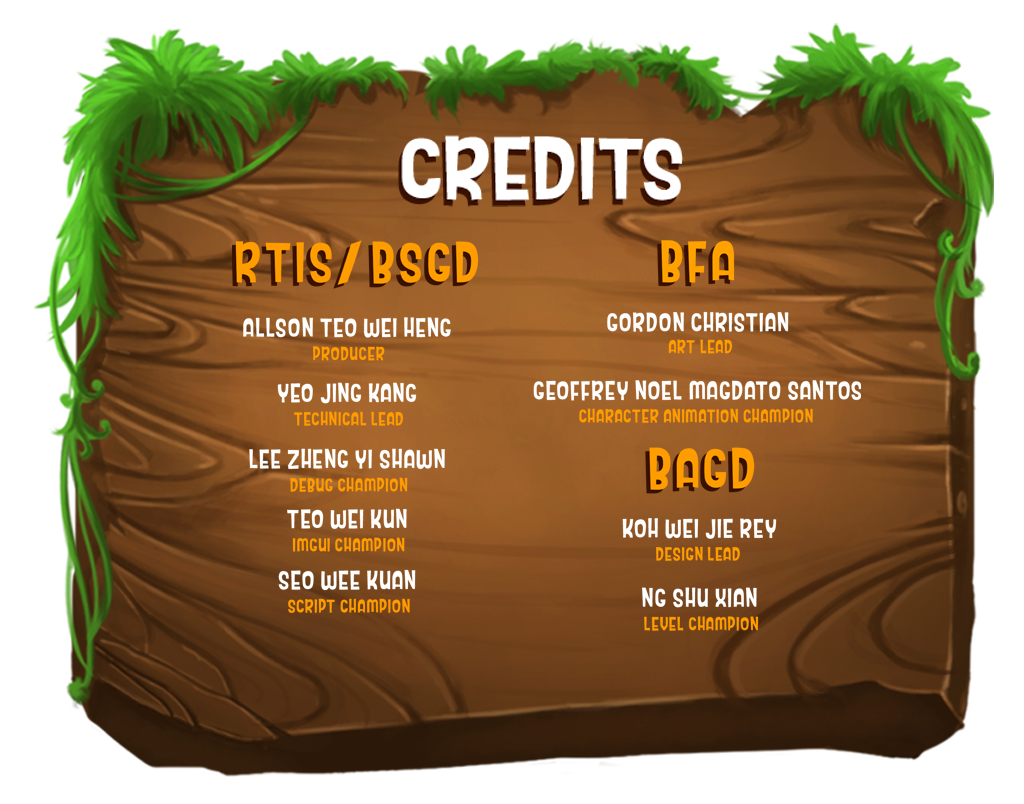 CREDITS
RTIS/BSGD
ALLSON TEO WEI HENG
PRODUCER
YEO JING KANG
TECHNICAL LEAD
LEE ZHENG YI SHAWN
DEBUG CHAMPION
TEO WEI KUN
IMGUI CHAMPION
SEO WEE KUAN
SCRIPT CHAMPION
BFA
GORDON CHRISTIAN
ART LEAD
GEOFFREY NOEL MAGDATO SANTOS
CHARACTER ANIMATION CHAMPION
BAGD
KOH WEI JIE REY
DESIGN LEAD
NG SHU XIAN
LEVEL CHAMPION